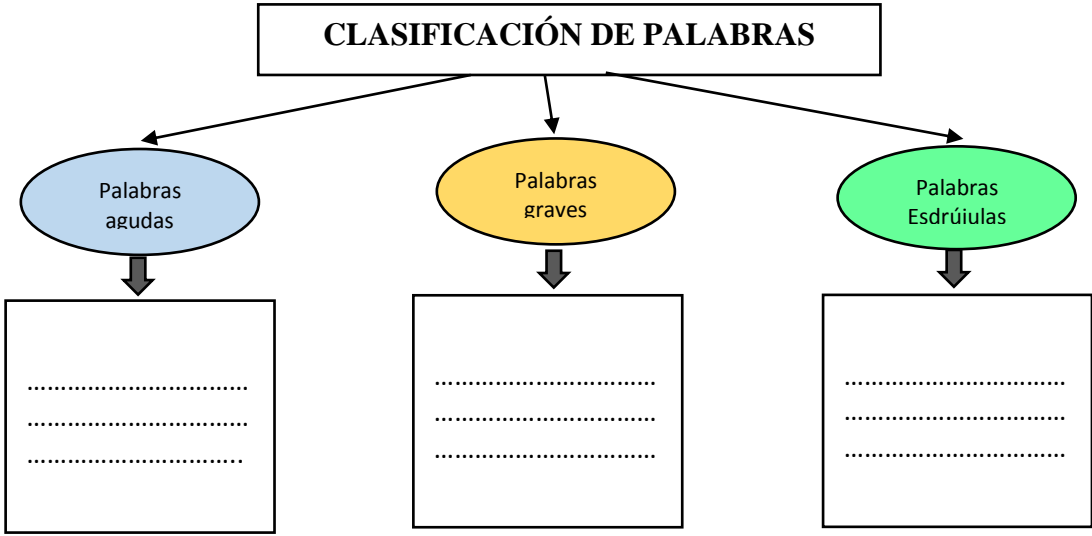 CLASIFICACIÓN DE PALABRAS
Palabras
agudas
Palabras
graves
Palabras
Esdrújulas
……………………………
……………………………
…………………………..
……………………………
……………………………
……………………………
……………………………
……………………………
……………………………